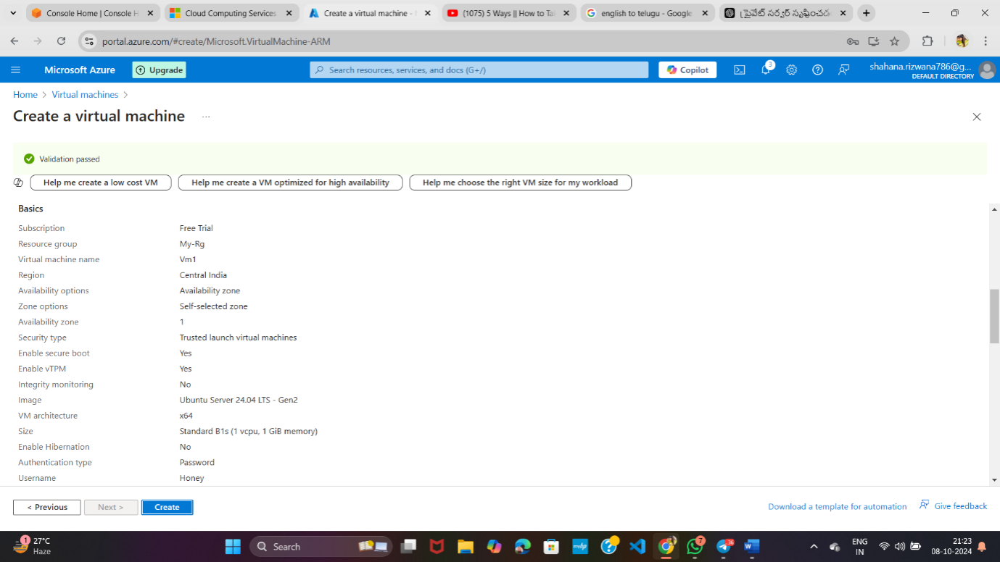 Console Home | Console H
Cloud Computing Services
Create a virtual machine -
(1075) 5 Ways || How to Ta
english to telugu - Google
ప్రైవేట్ సర్వర్ సృష్టించడ
portal.azure.com/#create/Microsoft.VirtualMachine-ARM
Microsoft Azure
Upgrade
Search resources, services, and docs (G+/)
Copilot
3
shahana.rizwana786@g...
DEFAULT DIRECTORY
Home > Virtual machines >
Create a virtual machine ...
Validation passed
Help me create a low cost VM
Help me create a VM optimized for high availability
Help me choose the right VM size for my workload
Basics
Subscription Free Trial
Resource group My-Rg
Virtual machine name Vm1
Region Central India
Availability options Availability zone
Zone options Self-selected zone
Availability zone 1
Security type Trusted launch virtual machines
Enable secure boot Yes
Enable vTPM Yes
Integrity monitoring No
Image Ubuntu Server 24.04 LTS - Gen2
VM architecture x64
Size Standard B1s (1 vcpu, 1 GiB memory)
Enable Hibernation No
Authentication type Password
Username Honey
< Previous
Next >
Create
Download a template for automation
Give feedback
1
27°C
Haze
Search
7
ENG
IN
21:23
08-10-2024